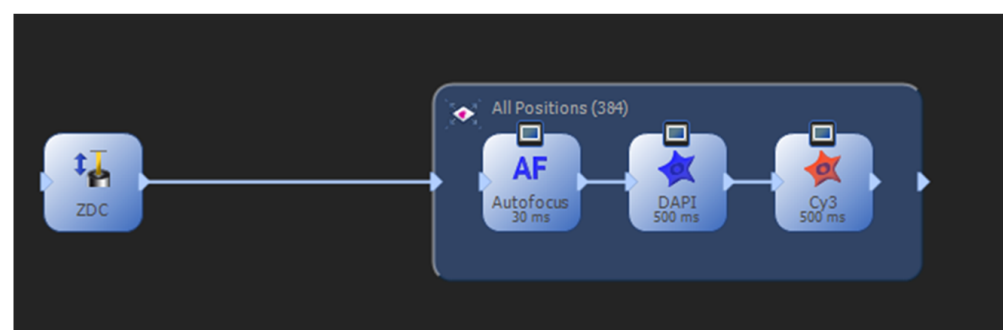 All Positions (384)
ZDC
AF
Autofocus
30 ms
DAPI
500 ms
Cy3
500 ms